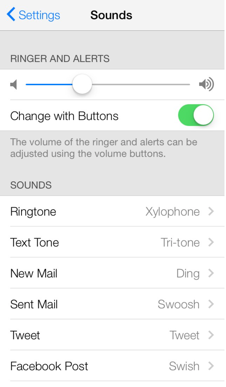 Settings
Sounds
RINGER AND ALERTS
Change with Buttons
The volume of the ringer and alerts can be
adjusted using the volume buttons.
SOUNDS
Ringtone Xylophone
Text Tone Tri-tone
New Mail Ding
Sent Mail Swoosh
Tweet Tweet
Facebook Post Swish